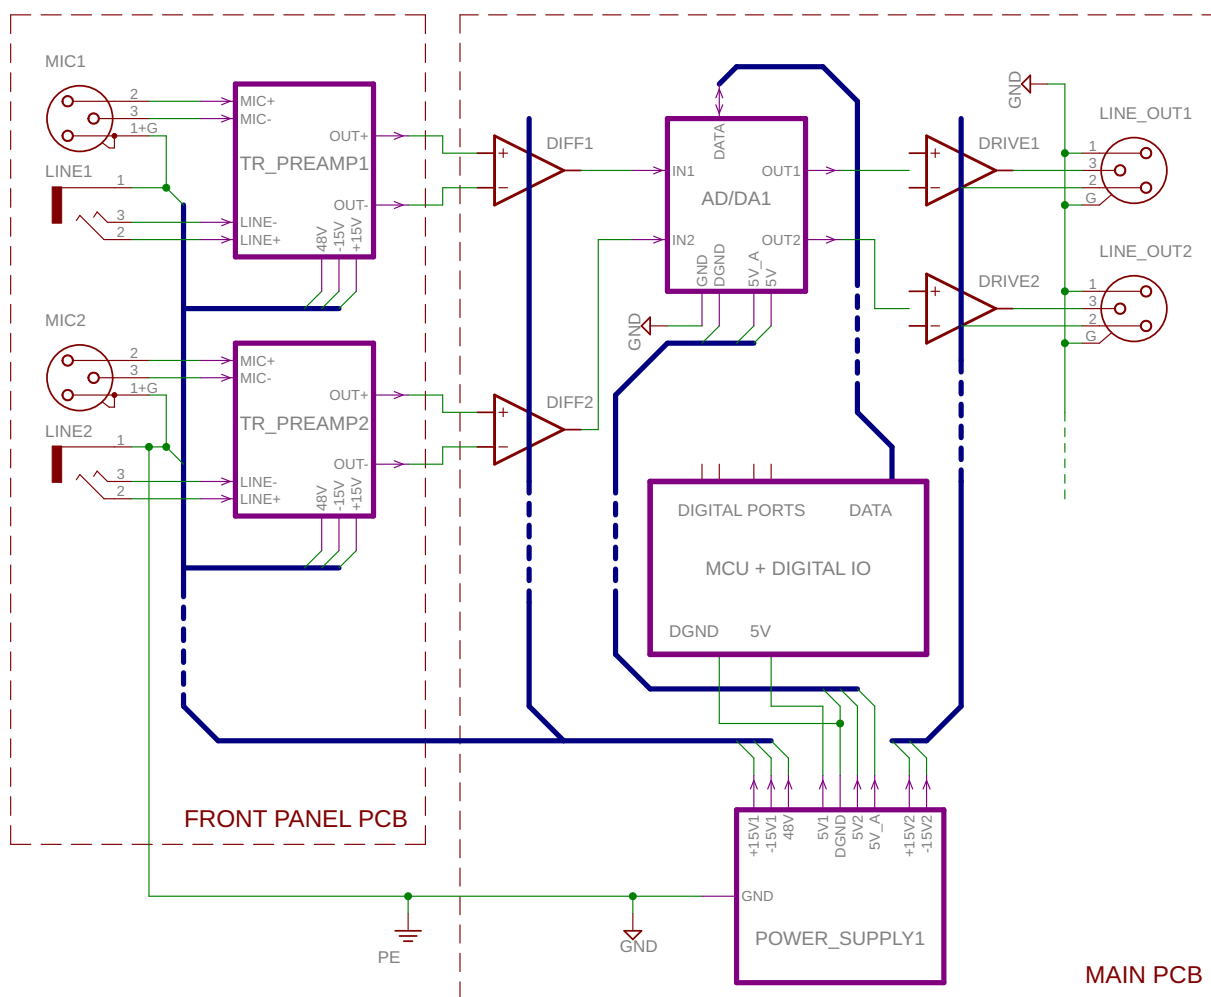 MIC1
2
3
1+G
LINE1
1
3
2
MIC+
MIC-
OUT+
TR_PREAMP1
OUT-
LINE-
LINE+
48V
-15V
+15V
MIC2
2
3
1+G
LINE2
1
3
2
MIC+
MIC-
OUT+
TR_PREAMP2
OUT-
LINE-
LINE+
48V
-15V
+15V
FRONT PANEL PCB
DIFF1
DIFF2
DATA
IN1
OUT1
AD/DA1
IN2
OUT2
GND
DGND
5V_A
5V
GND
GND
DRIVE1
LINE_OUT1
1
3
2
G
DRIVE2
LINE_OUT2
1
3
2
G
DIGITAL PORTS
DATA
MCU + DIGITAL IO
DGND
5V
+15V1
-15V1
48V
5V1
DGND
5V2
5V_A
+15V2
-15V2
GND
POWER_SUPPLY1
PE
GND
MAIN PCB